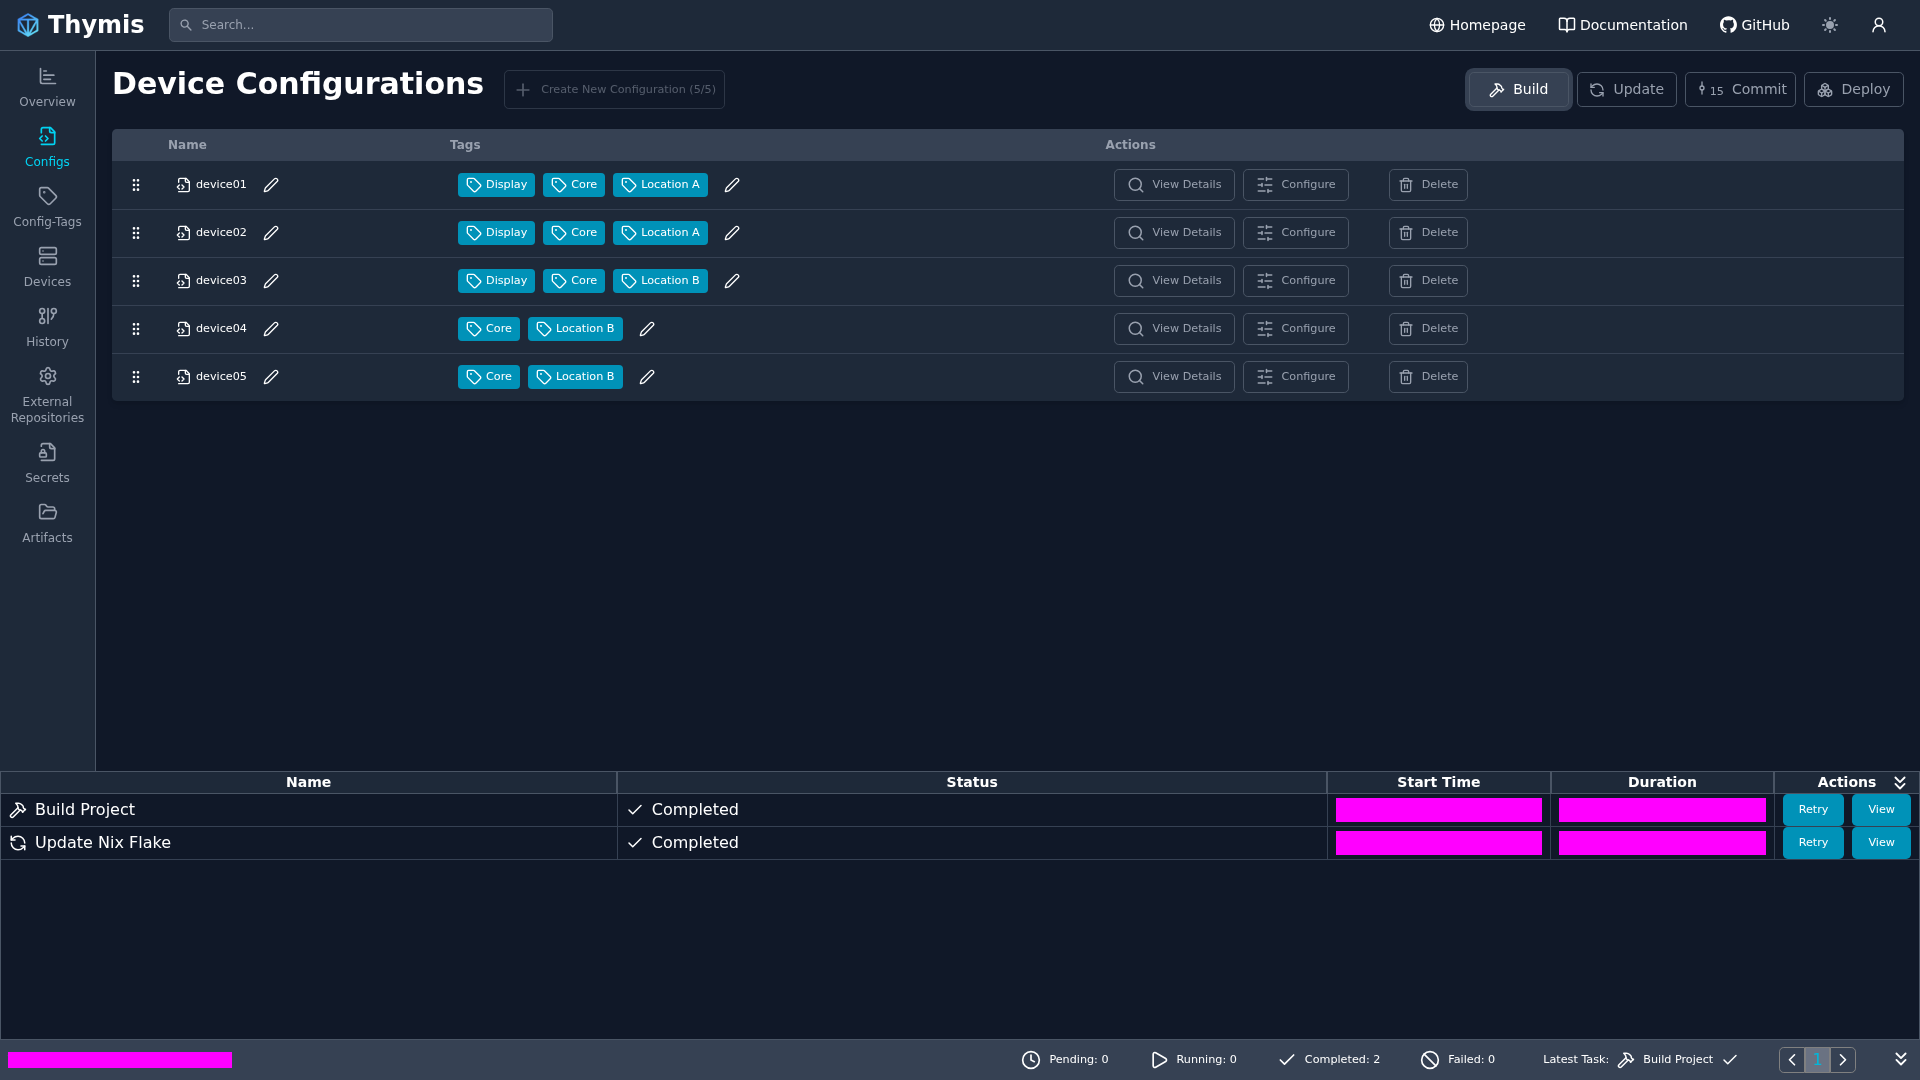 Thymis
Search...
Homepage
Documentation
GitHub
Overview
Configs
Config-Tags
Devices
History
External
Repositories
Secrets
Artifacts
Device Configurations
Create New Configuration (5/5)
Build
Update
15 Commit
Deploy
Name Tags Actions
device01 Display Core Location A View Details Configure Delete
device02 Display Core Location A View Details Configure Delete
device03 Display Core Location B View Details Configure Delete
device04 Core Location B View Details Configure Delete
device05 Core Location B View Details Configure Delete
Name Status Start Time Duration Actions
Build Project Completed Retry View
Update Nix Flake Completed Retry View
Pending: 0 Running: 0 Completed: 2 Failed: 0 Latest Task: Build Project 1